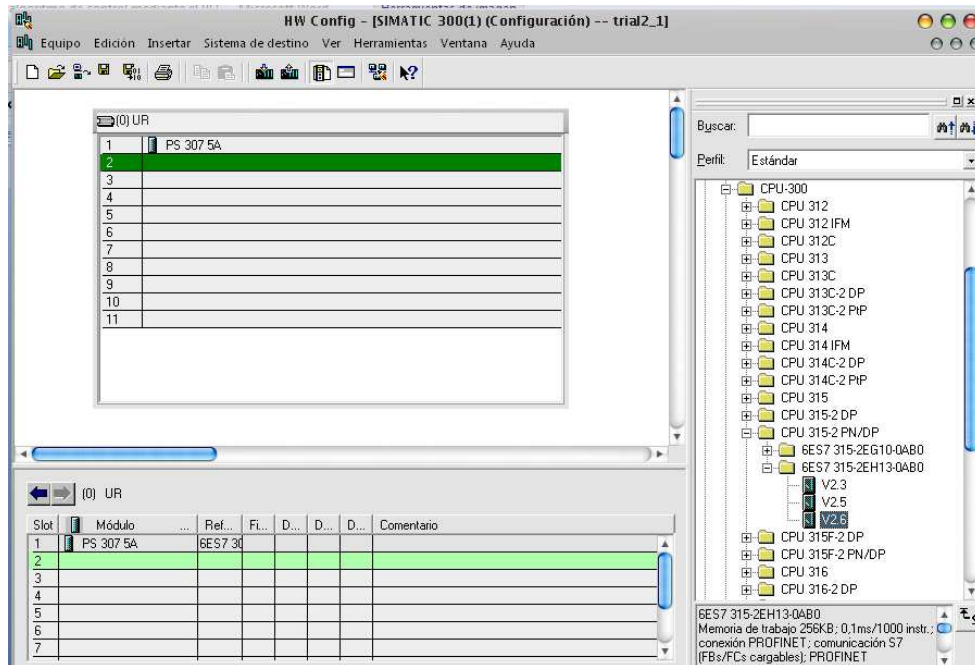 HW Config - [SIMATIC 300(1) (Configuración) -- trial2_1]
Equipo Edición Insertar Sistema de destino Ver Herramientas Ventana Ayuda
(0) UR
1 PS 307 5A
2
3
4
5
6
7
8
9
10
11
Buscar:
Perfil: Estándar
CPU-300
CPU 312
CPU 312 IFM
CPU 312C
CPU 313
CPU 313C
CPU 313C-2 DP
CPU 313C-2 PtP
CPU 314
CPU 314 IFM
CPU 314C-2 DP
CPU 314C-2 PtP
CPU 315
CPU 315-2 DP
CPU 315-2 PN/DP
6ES7 315-2EG10-0AB0
6ES7 315-2EH13-0AB0
V2.3
V2.5
V2.6
CPU 315F-2 DP
CPU 315F-2 PN/DP
CPU 316
CPU 316-2 DP
(0) UR
Slot Módulo ... Ref... Fi... D... D... D... Comentario
1 PS 307 5A 6ES7 30
2
3
4
5
6
7
6ES7 315-2EH13-0AB0
Memoria de trabajo 256KB; 0,1ms/1000 instr.;
conexión PROFINET; comunicación S7
(FBs/FCs cargables); PROFINET